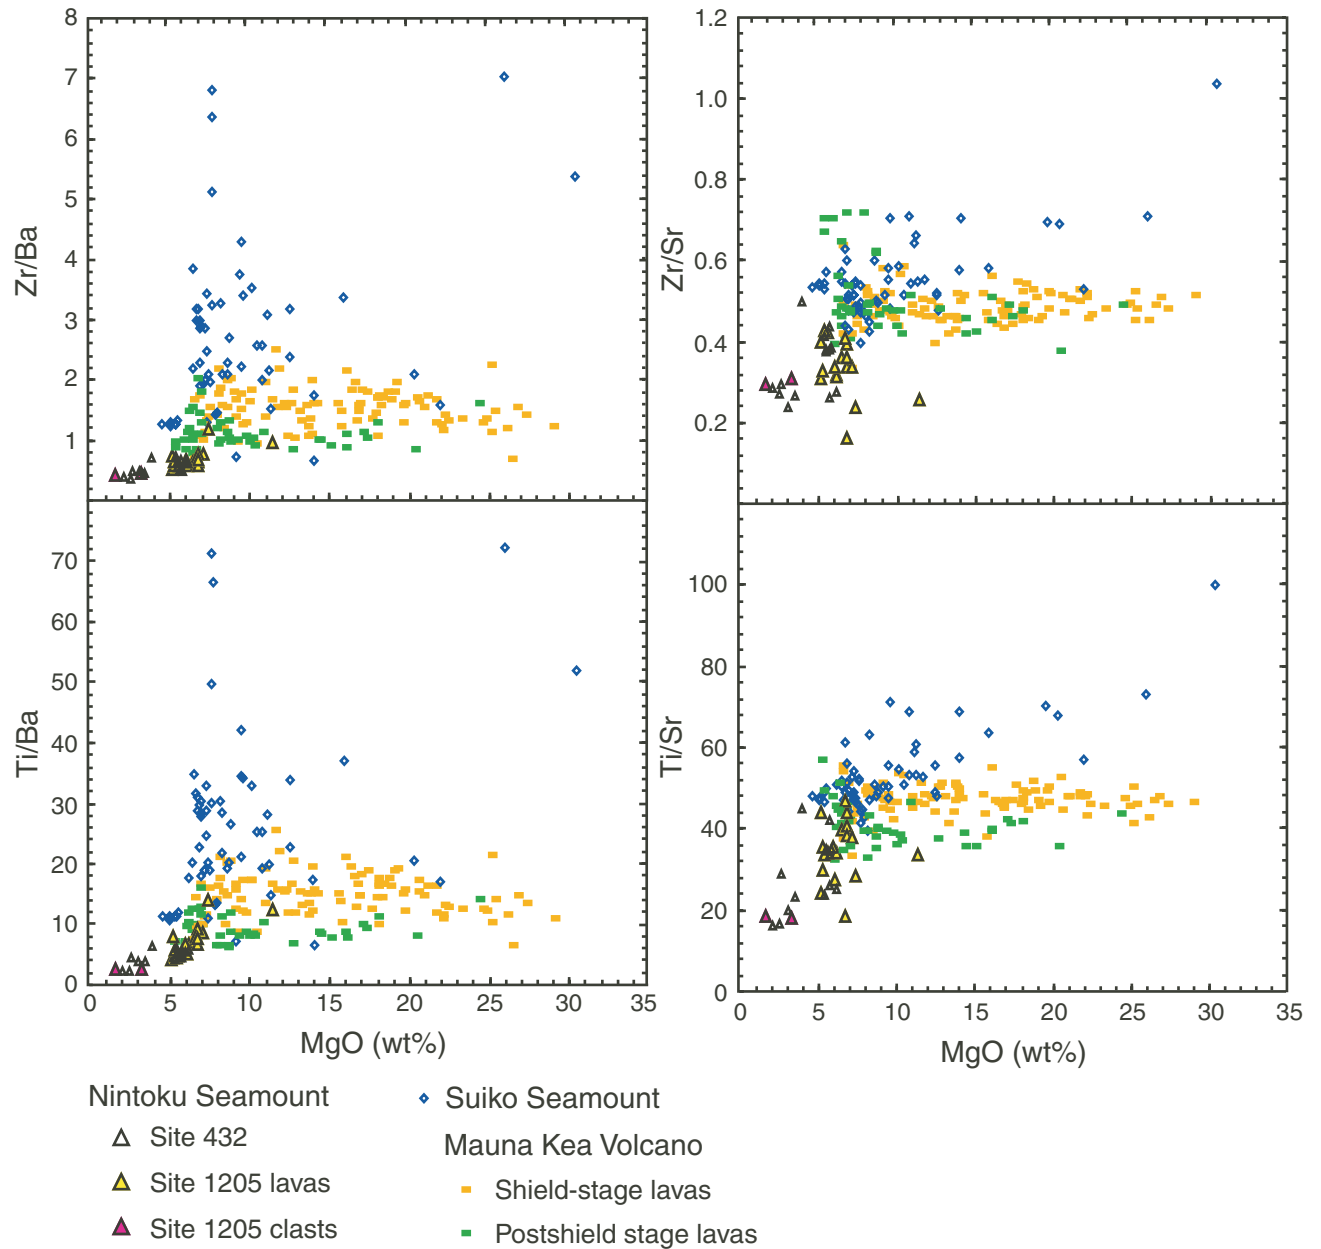 8
7
6
5
4
3
2
1
Zr/Ba
1.2
1.0
0.8
0.6
0.4
0.2
Zr/Sr
70
60
50
40
30
20
10
0
Ti/Ba
0 5 10 15 20 25 30 35
MgO (wt%)
100
80
60
40
20
0
Ti/Sr
0 5 10 15 20 25 30 35
MgO (wt%)
Nintoku Seamount
Site 432
Site 1205 lavas
Site 1205 clasts
Suiko Seamount
Mauna Kea Volcano
Shield-stage lavas
Postshield stage lavas